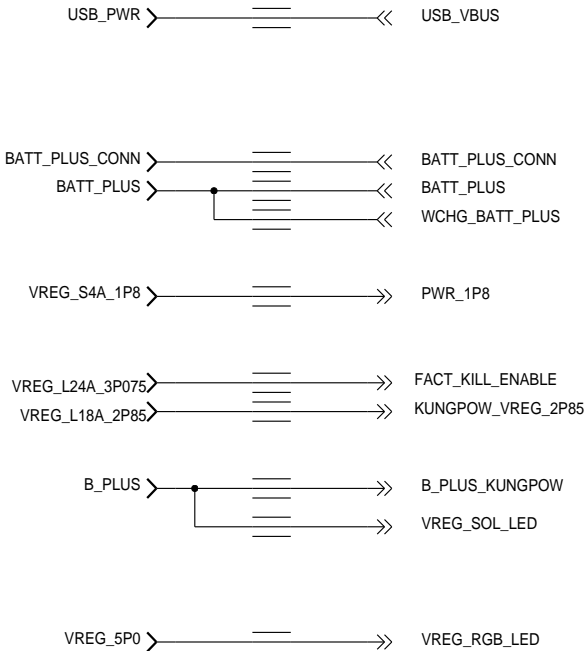 USB_PWR USB_VBUS
BATT_PLUS_CONN BATT_PLUS_CONN
BATT_PLUS BATT_PLUS
WCHG_BATT_PLUS
VREG_S4A_1P8 PWR_1P8
VREG_L24A_3P075 FACT_KILL_ENABLE
VREG_L18A_2P85 KUNGPOW_VREG_2P85
B_PLUS B_PLUS_KUNGPOW
VREG_SOL_LED
VREG_5P0 VREG_RGB_LED